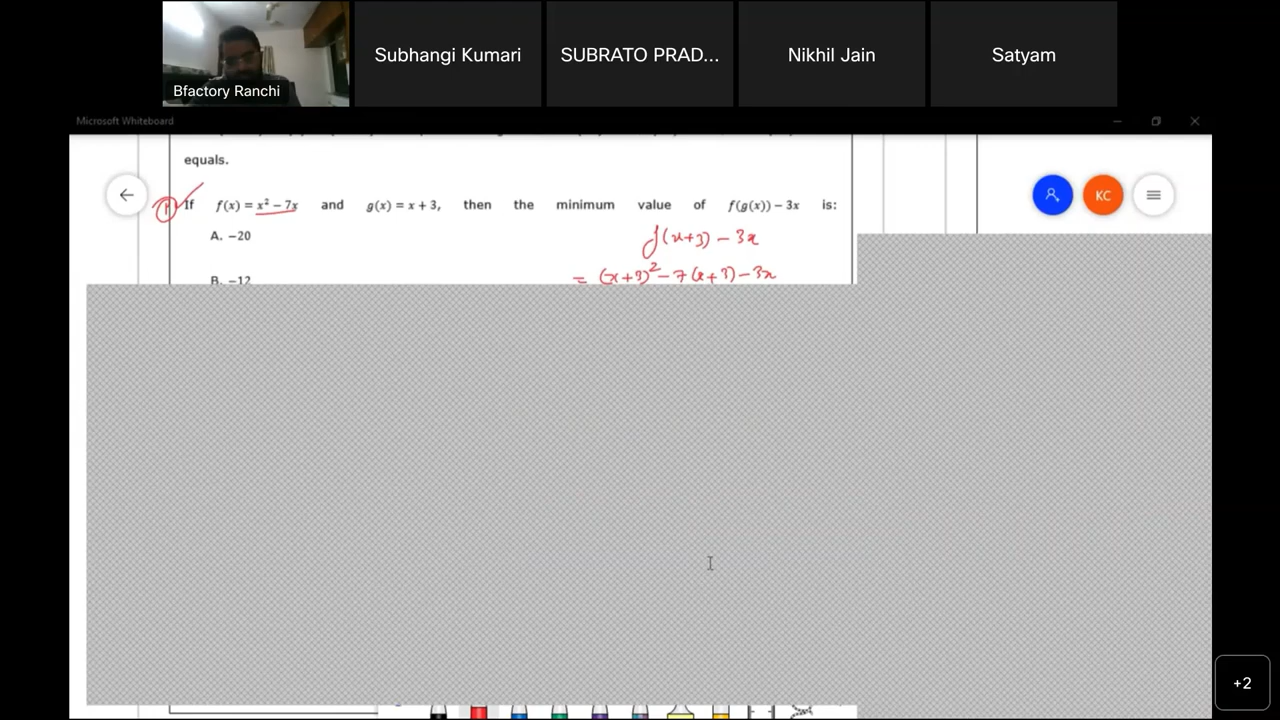 Subhangi Kumari
SUBRATO PRAD...
Nikhil Jain
Satyam
Bfactory Ranchi
Microsoft Whiteboard
equals.
1 If f(x) = x² − 7x and g(x) = x + 3, then the minimum value of f(g(x)) − 3x is:
A. −20
f(x+3) − 3x
B. −12
= (x+3)² − 7(x+3) − 3x
KC
+2